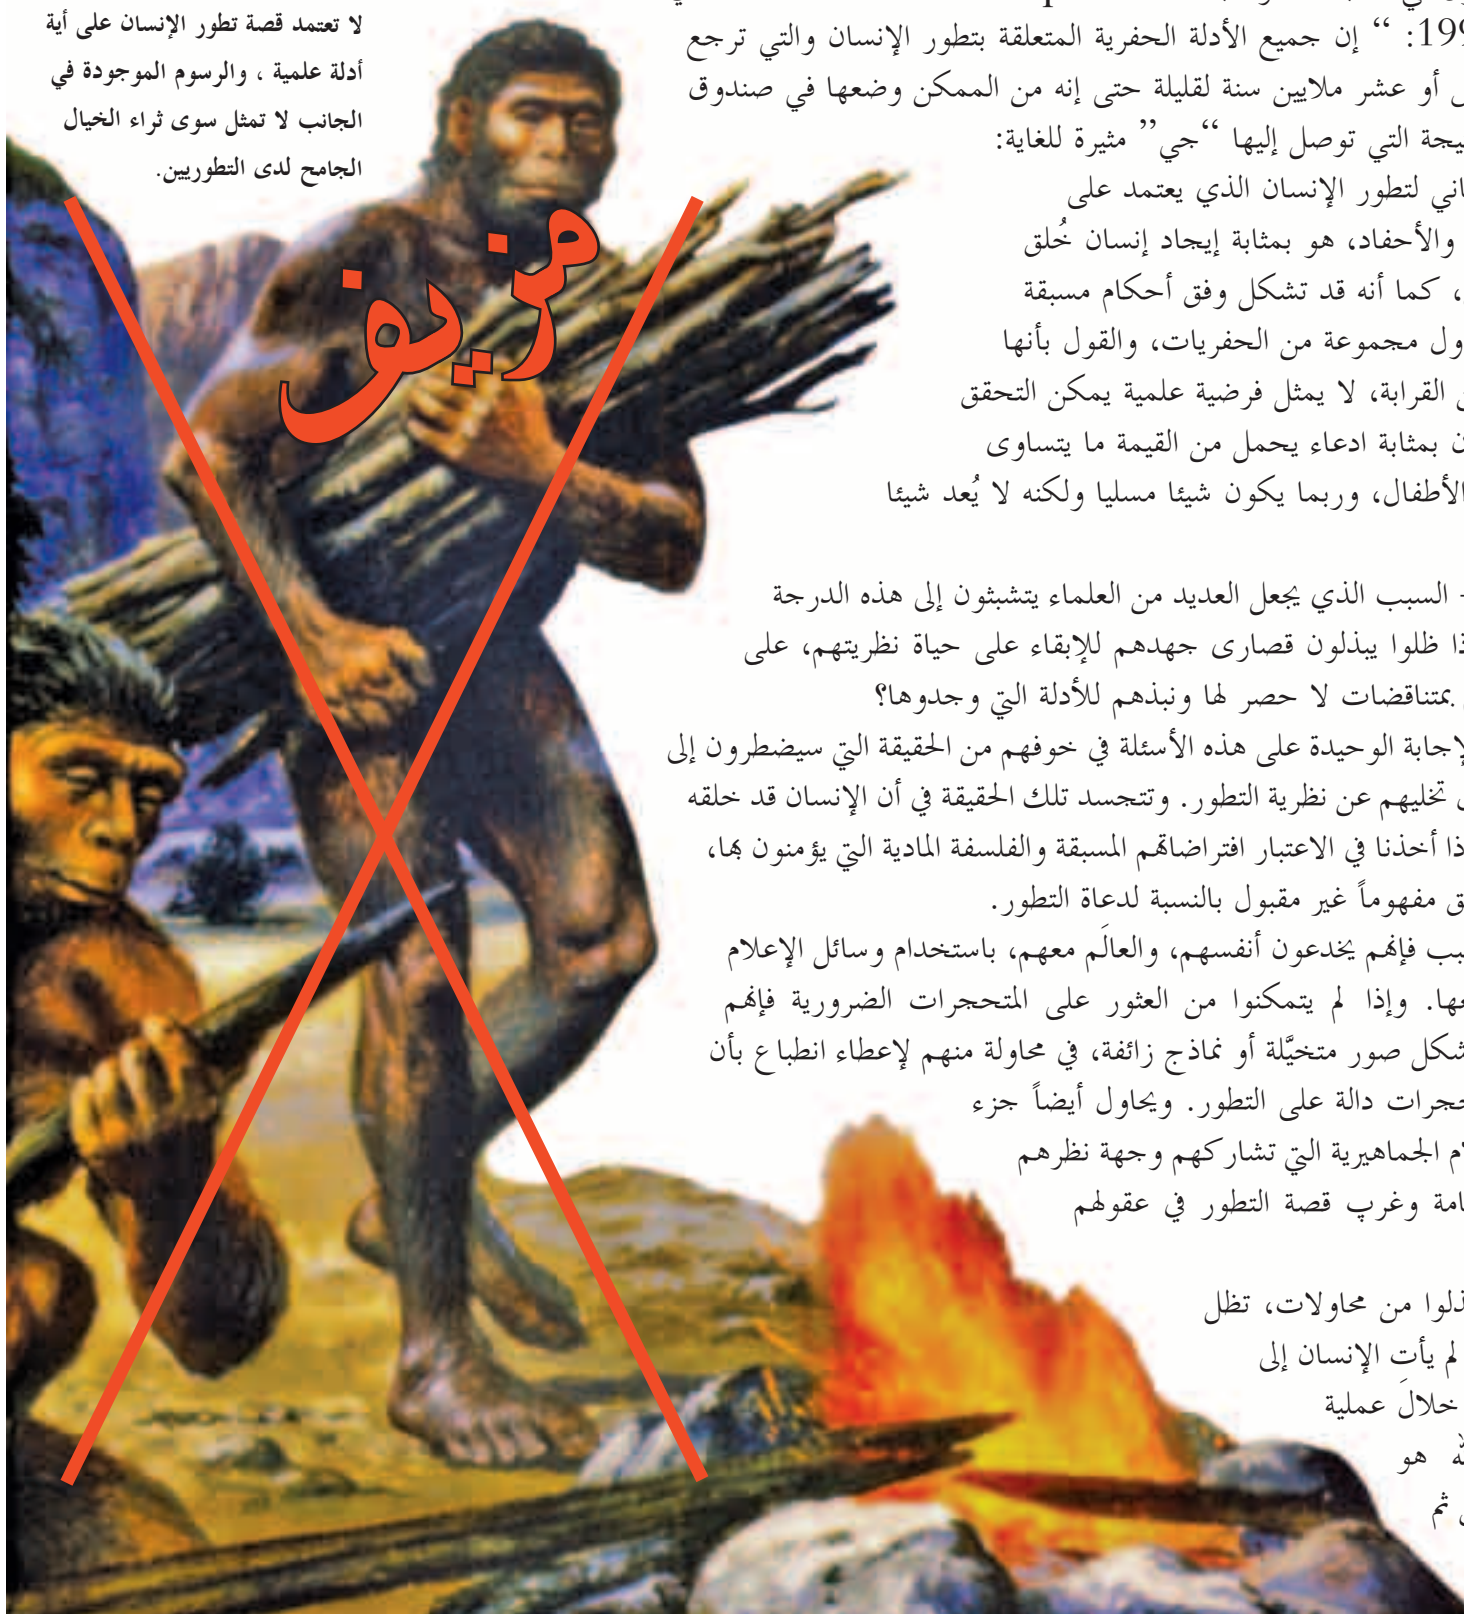 لا تعتمد قصة تطور الإنسان على أية
أدلة علمية ، والرسوم الموجودة في
الجانب لا تمثل سوى ثراء الخيال
الجامح لدى التطوريين.
مزيف
199: “ إن جميع الأدلة الحفرية المتعلقة بتطور الإنسان والتي ترجع
أو عشر ملايين سنة لقليلة حتى إنه من الممكن وضعها في صندوق
يجة التي توصل إليها “جي” مثيرة للغاية:
اني لتطور الإنسان الذي يعتمد على
والأحفاد، هو بمثابة إيجاد إنسان خُلق
، كما أنه قد تشكل وفق أحكام مسبقة
ول مجموعة من الحفريات، والقول بأنها
القرابة، لا يمثل فرضية علمية يمكن التحقق
ن بمثابة ادعاء يحمل من القيمة ما يتساوى
الأطفال، وربما يكون شيئا مسليا ولكنه لا يُعد شيئا
- السبب الذي يجعل العديد من العلماء يتشبثون إلى هذه الدرجة
ذا ظلوا يبذلون قصارى جهدهم للإبقاء على حياة نظريتهم، على
بمتناقضات لا حصر لها ونبذهم للأدلة التي وجدوها؟
لإجابة الوحيدة على هذه الأسئلة في خوفهم من الحقيقة التي سيضطرون إلى
تخليهم عن نظرية التطور. وتتجسد تلك الحقيقة في أن الإنسان قد خلقه
ذا أخذنا في الاعتبار افتراضاتهم المسبقة والفلسفة المادية التي يؤمنون بها،
ق مفهوماً غير مقبول بالنسبة لدعاة التطور.
بب فإنهم يخدعون أنفسهم، والعالَم معهم، باستخدام وسائل الإعلام
عها. وإذا لم يتمكنوا من العثور على المتحجرات الضرورية فإنهم
شكل صور متخيَّلة أو نماذج زائفة، في محاولة منهم لإعطاء انطباع بأن
حجرات دالة على التطور. ويحاول أيضاً جزء
م الجماهيرية التي تشاركهم وجهة نظرهم
امة وغرپ قصة التطور في عقولهم
ذلوا من محاولات، تظل
لم يأتِ الإنسان إلى
خلالَ عملية
هو
ثم